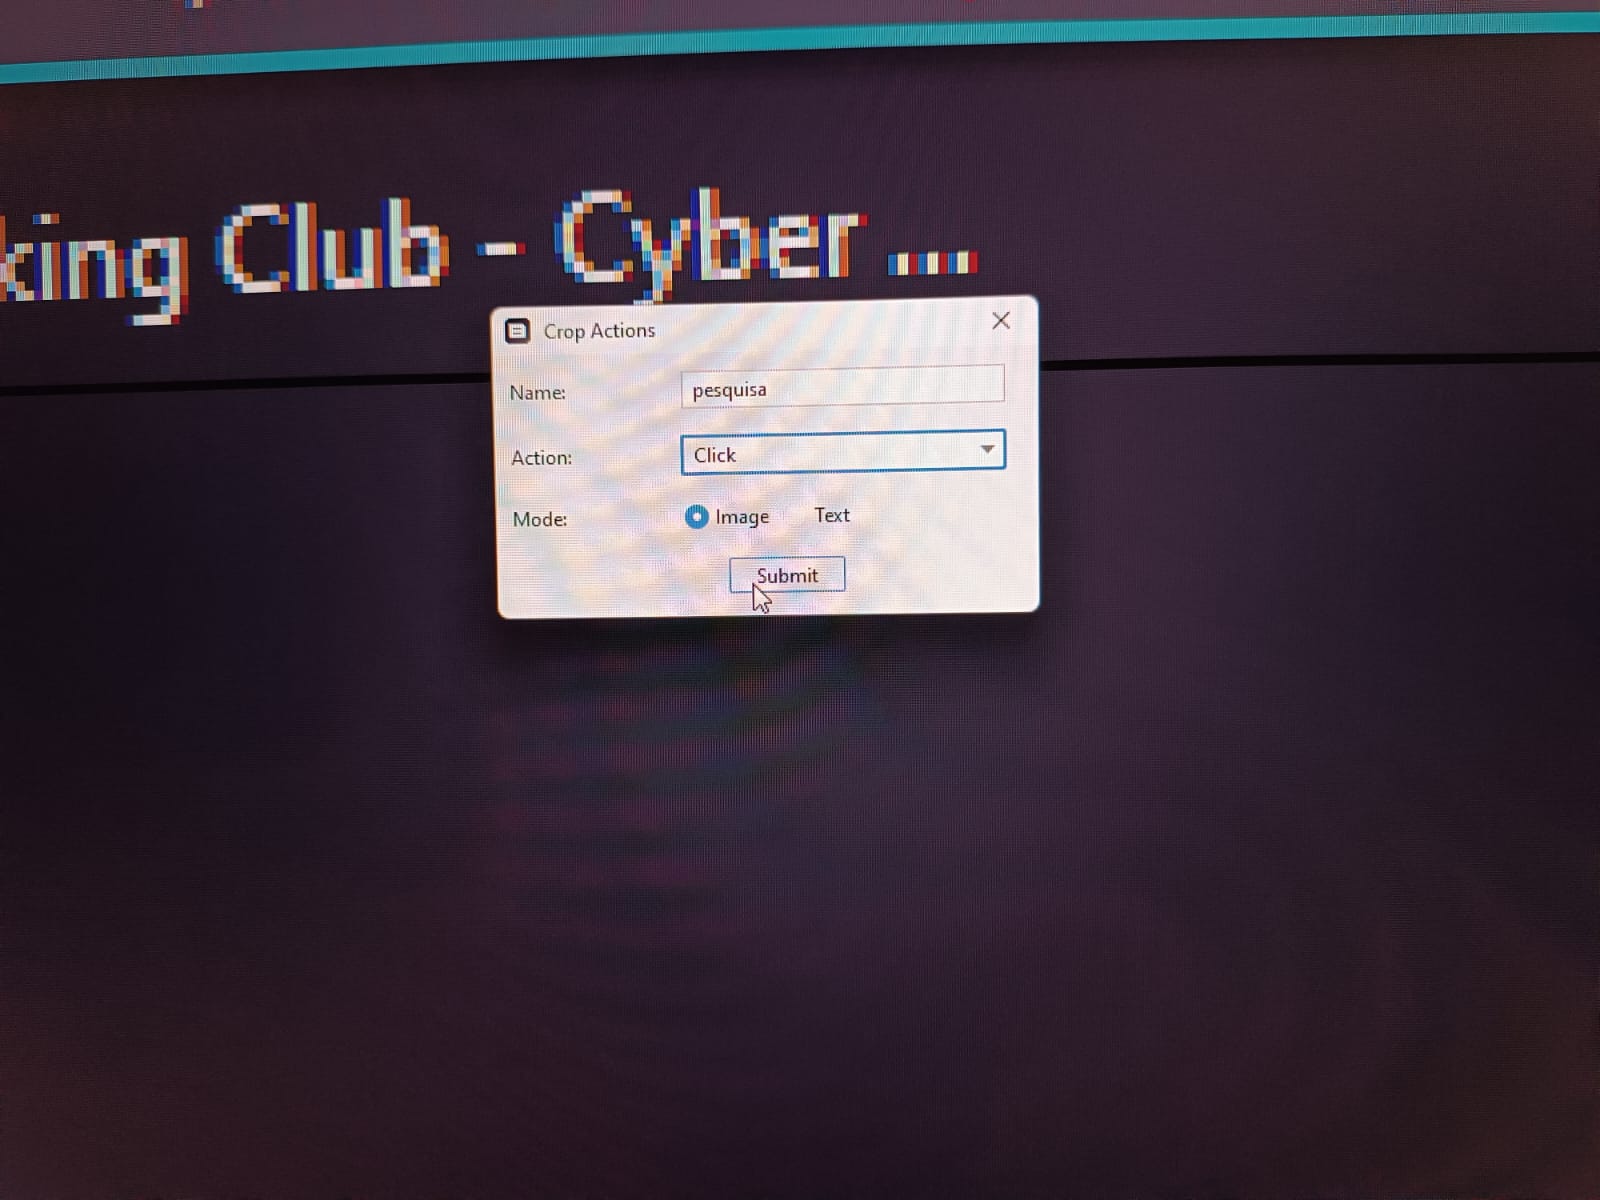 king Club - Cyber ...
Crop Actions
Name: pesquisa
Action: Click
Mode: Image Text
Submit